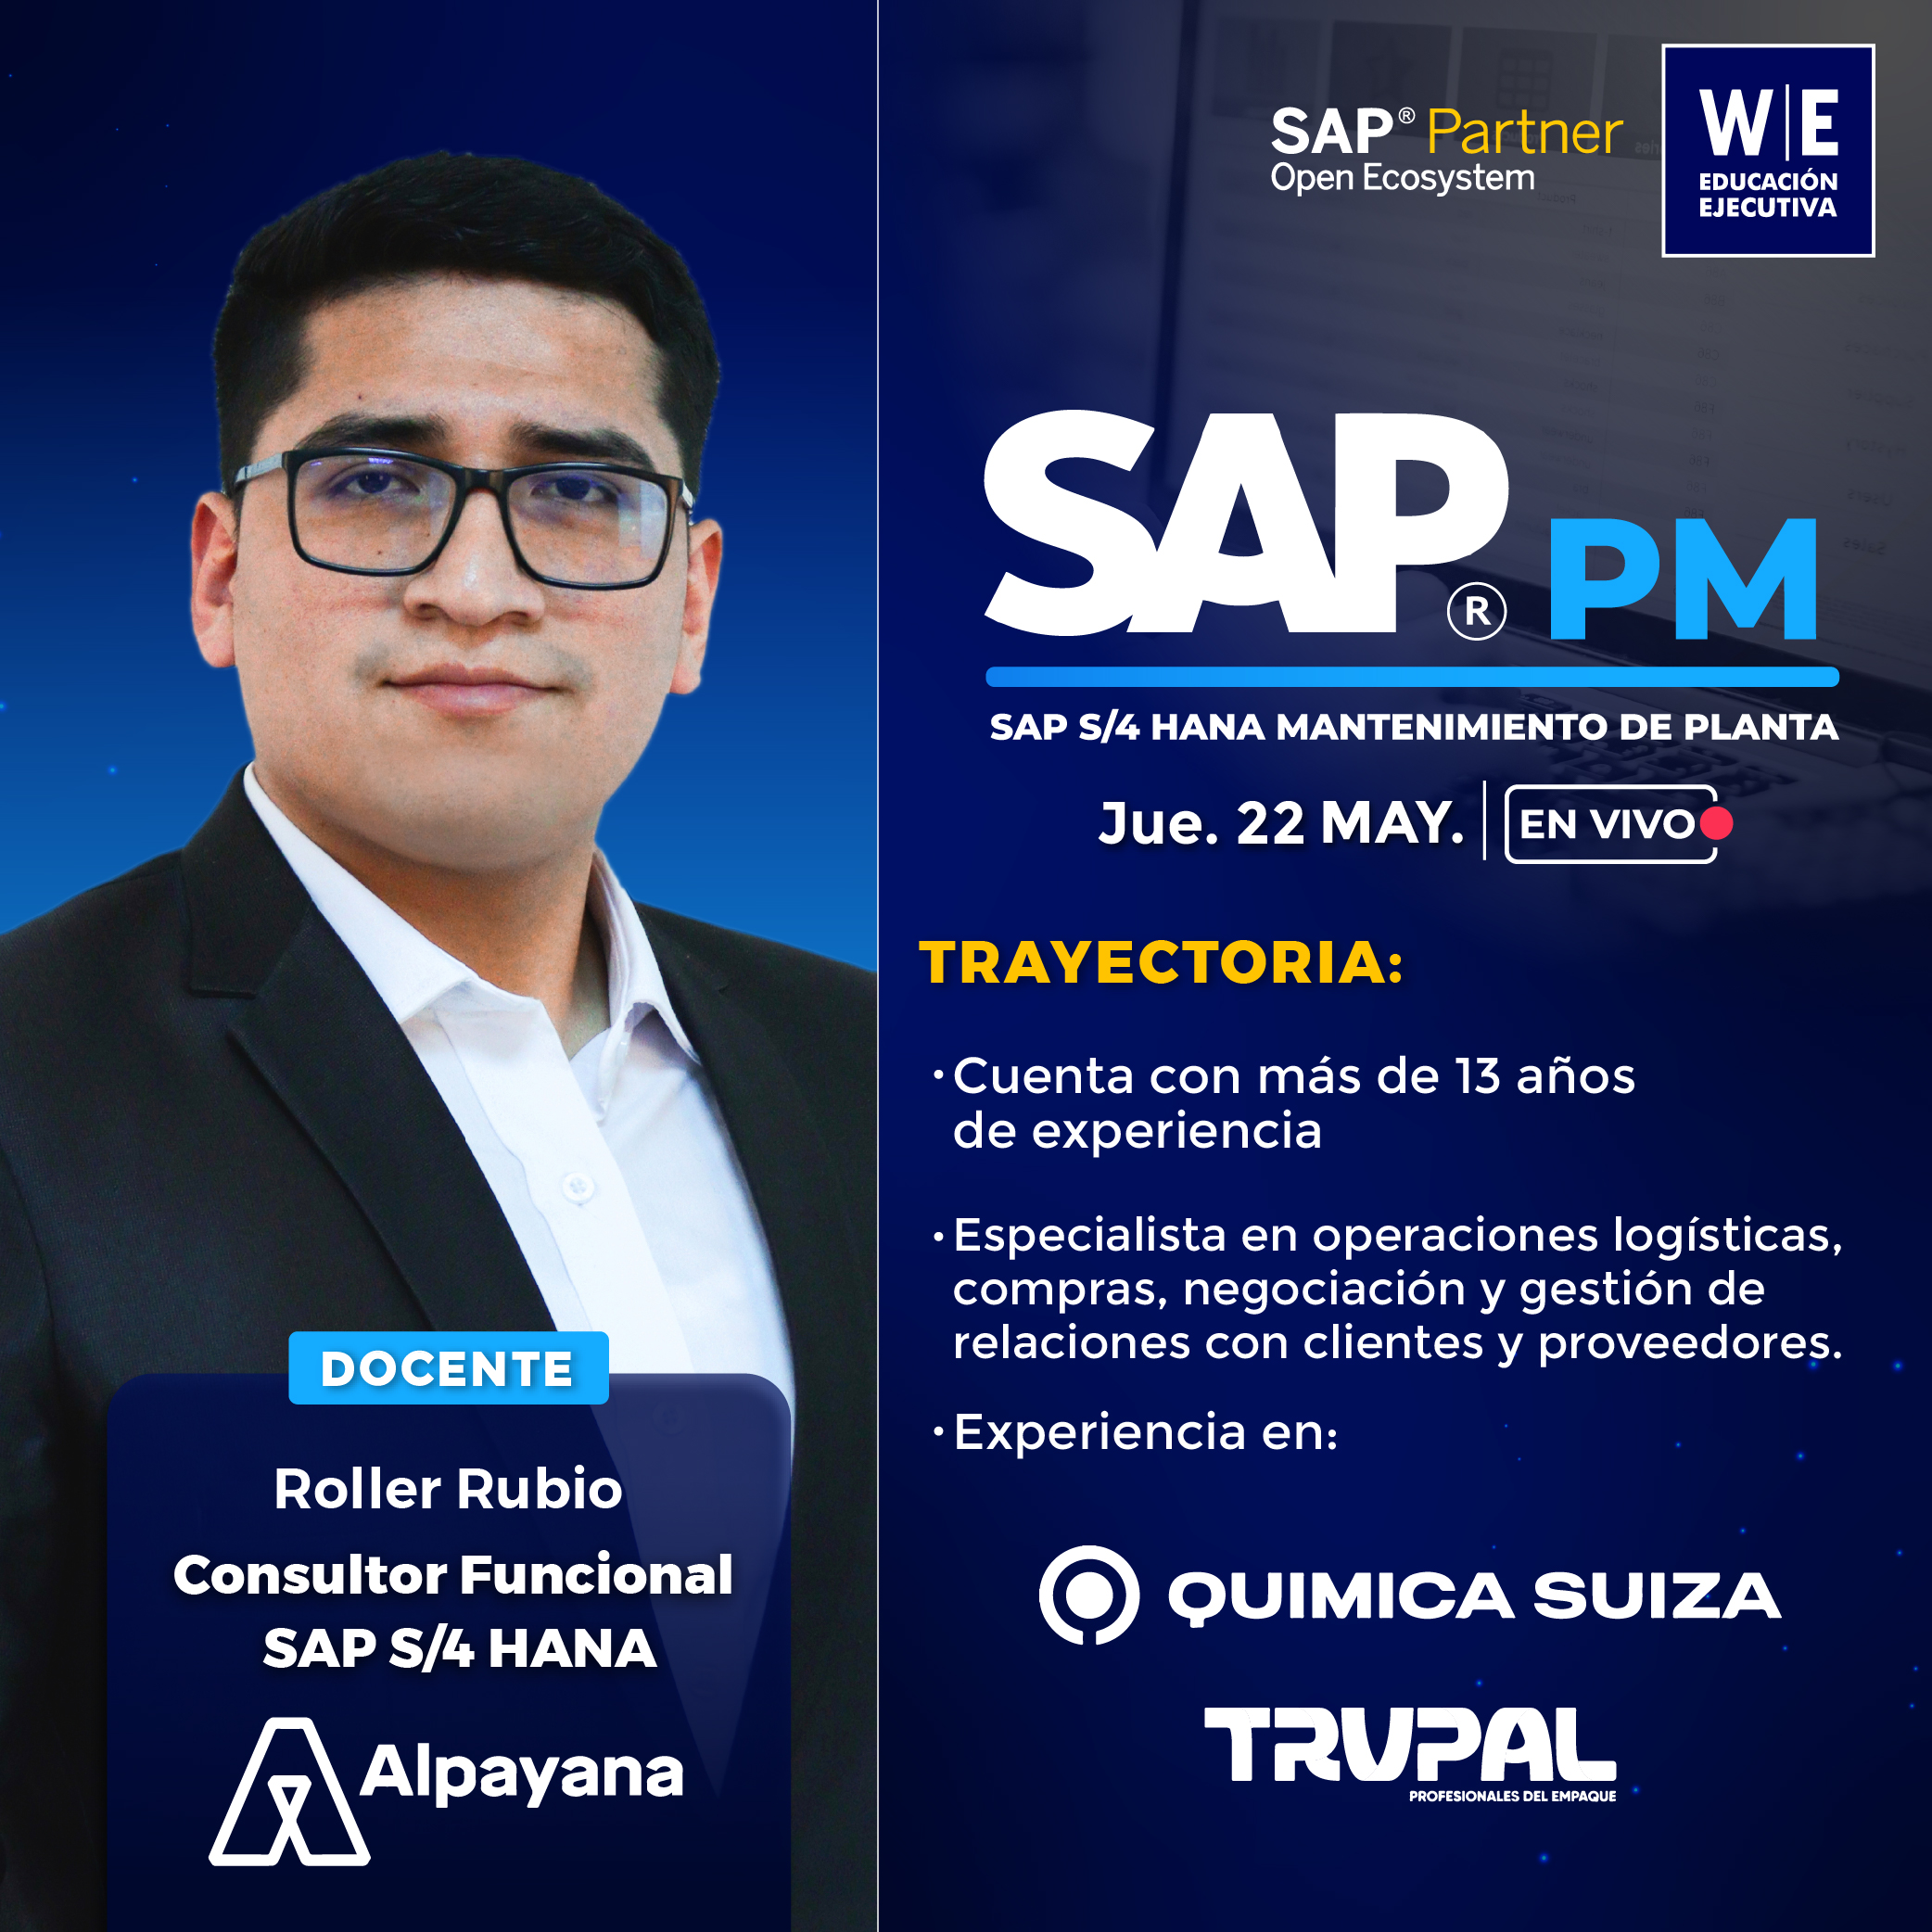 SAP® Partner
Open Ecosystem
W|E
EDUCACIÓN
EJECUTIVA
SAP® PM
SAP S/4 HANA MANTENIMIENTO DE PLANTA
Jue. 22 MAY. | EN VIVO
TRAYECTORIA:
• Cuenta con más de 13 años
de experiencia
• Especialista en operaciones logísticas,
compras, negociación y gestión de
relaciones con clientes y proveedores.
• Experiencia en:
QUIMICA SUIZA
TRUPAL
PROFESIONALES DEL EMPAQUE
DOCENTE
Roller Rubio
Consultor Funcional
SAP S/4 HANA
Alpayana